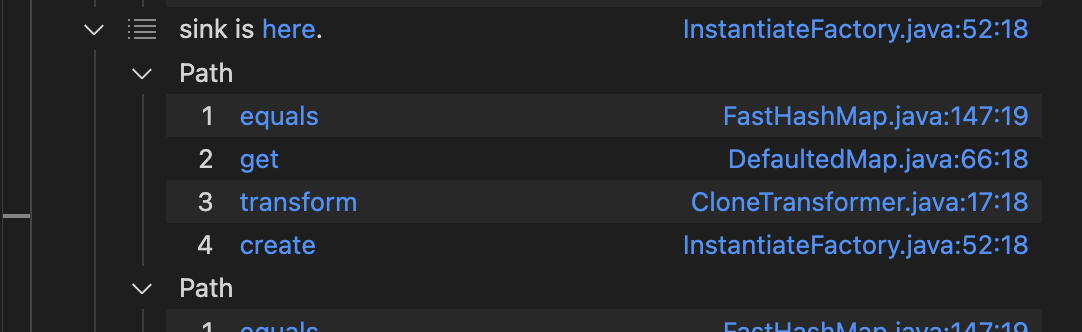 sink is here. InstantiateFactory.java:52:18
Path
1 equals FastHashMap.java:147:19
2 get DefaultedMap.java:66:18
3 transform CloneTransformer.java:17:18
4 create InstantiateFactory.java:52:18
Path
1 equals FastHashMap.java:147:19